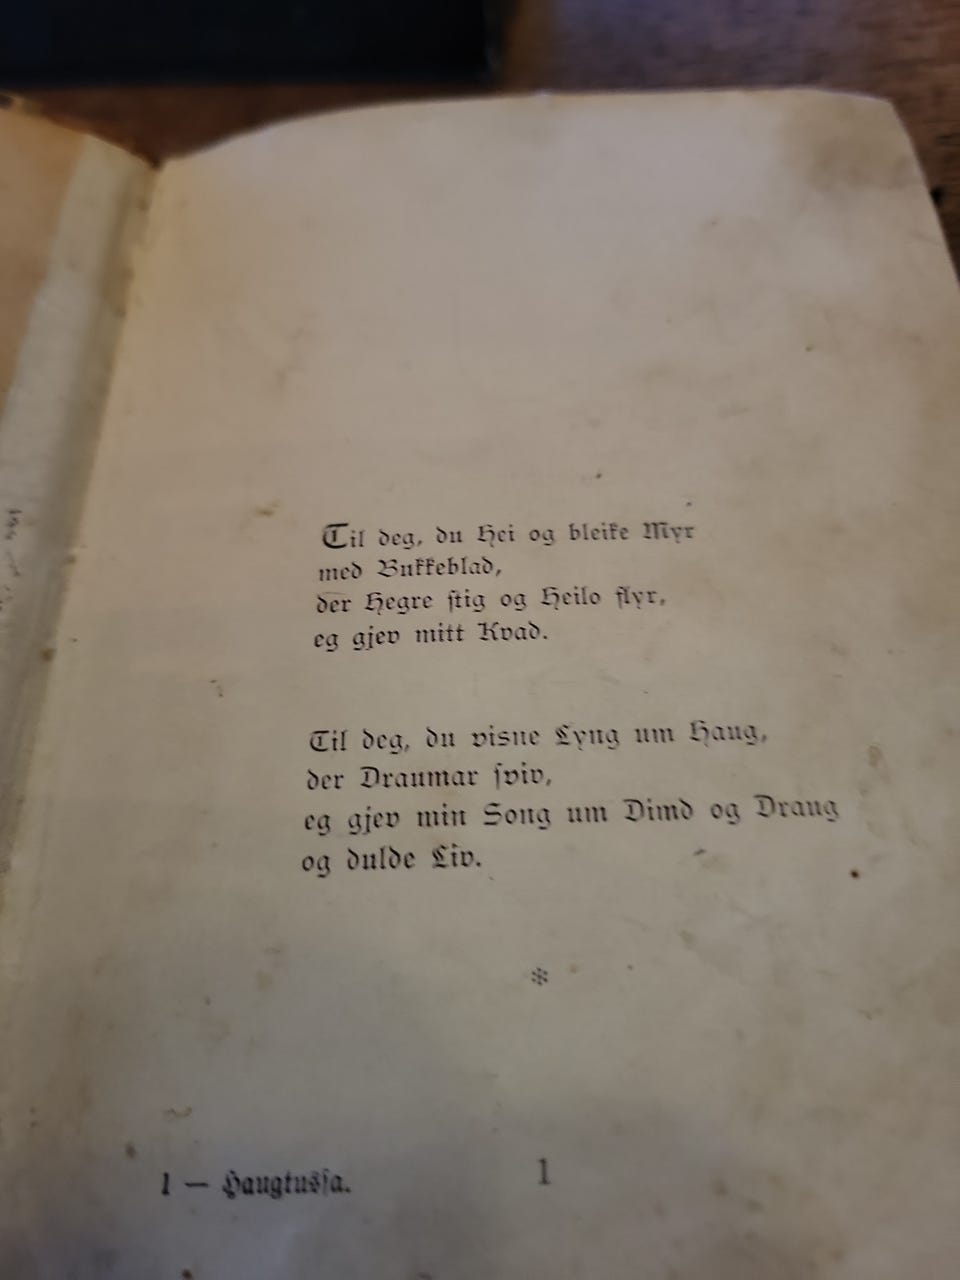 Til deg, du Hei og bleike Myr
med Bukkeblad,
der Hegre ſtig og Heilo flyr,
eg gjev mitt Kvad.
Til deg, du visne Lyng um Haug,
der Draumar ſviv,
eg gjev min Song um Dimd og Draug
og dulde Liv.
*
1 — Haugtusſa.
1